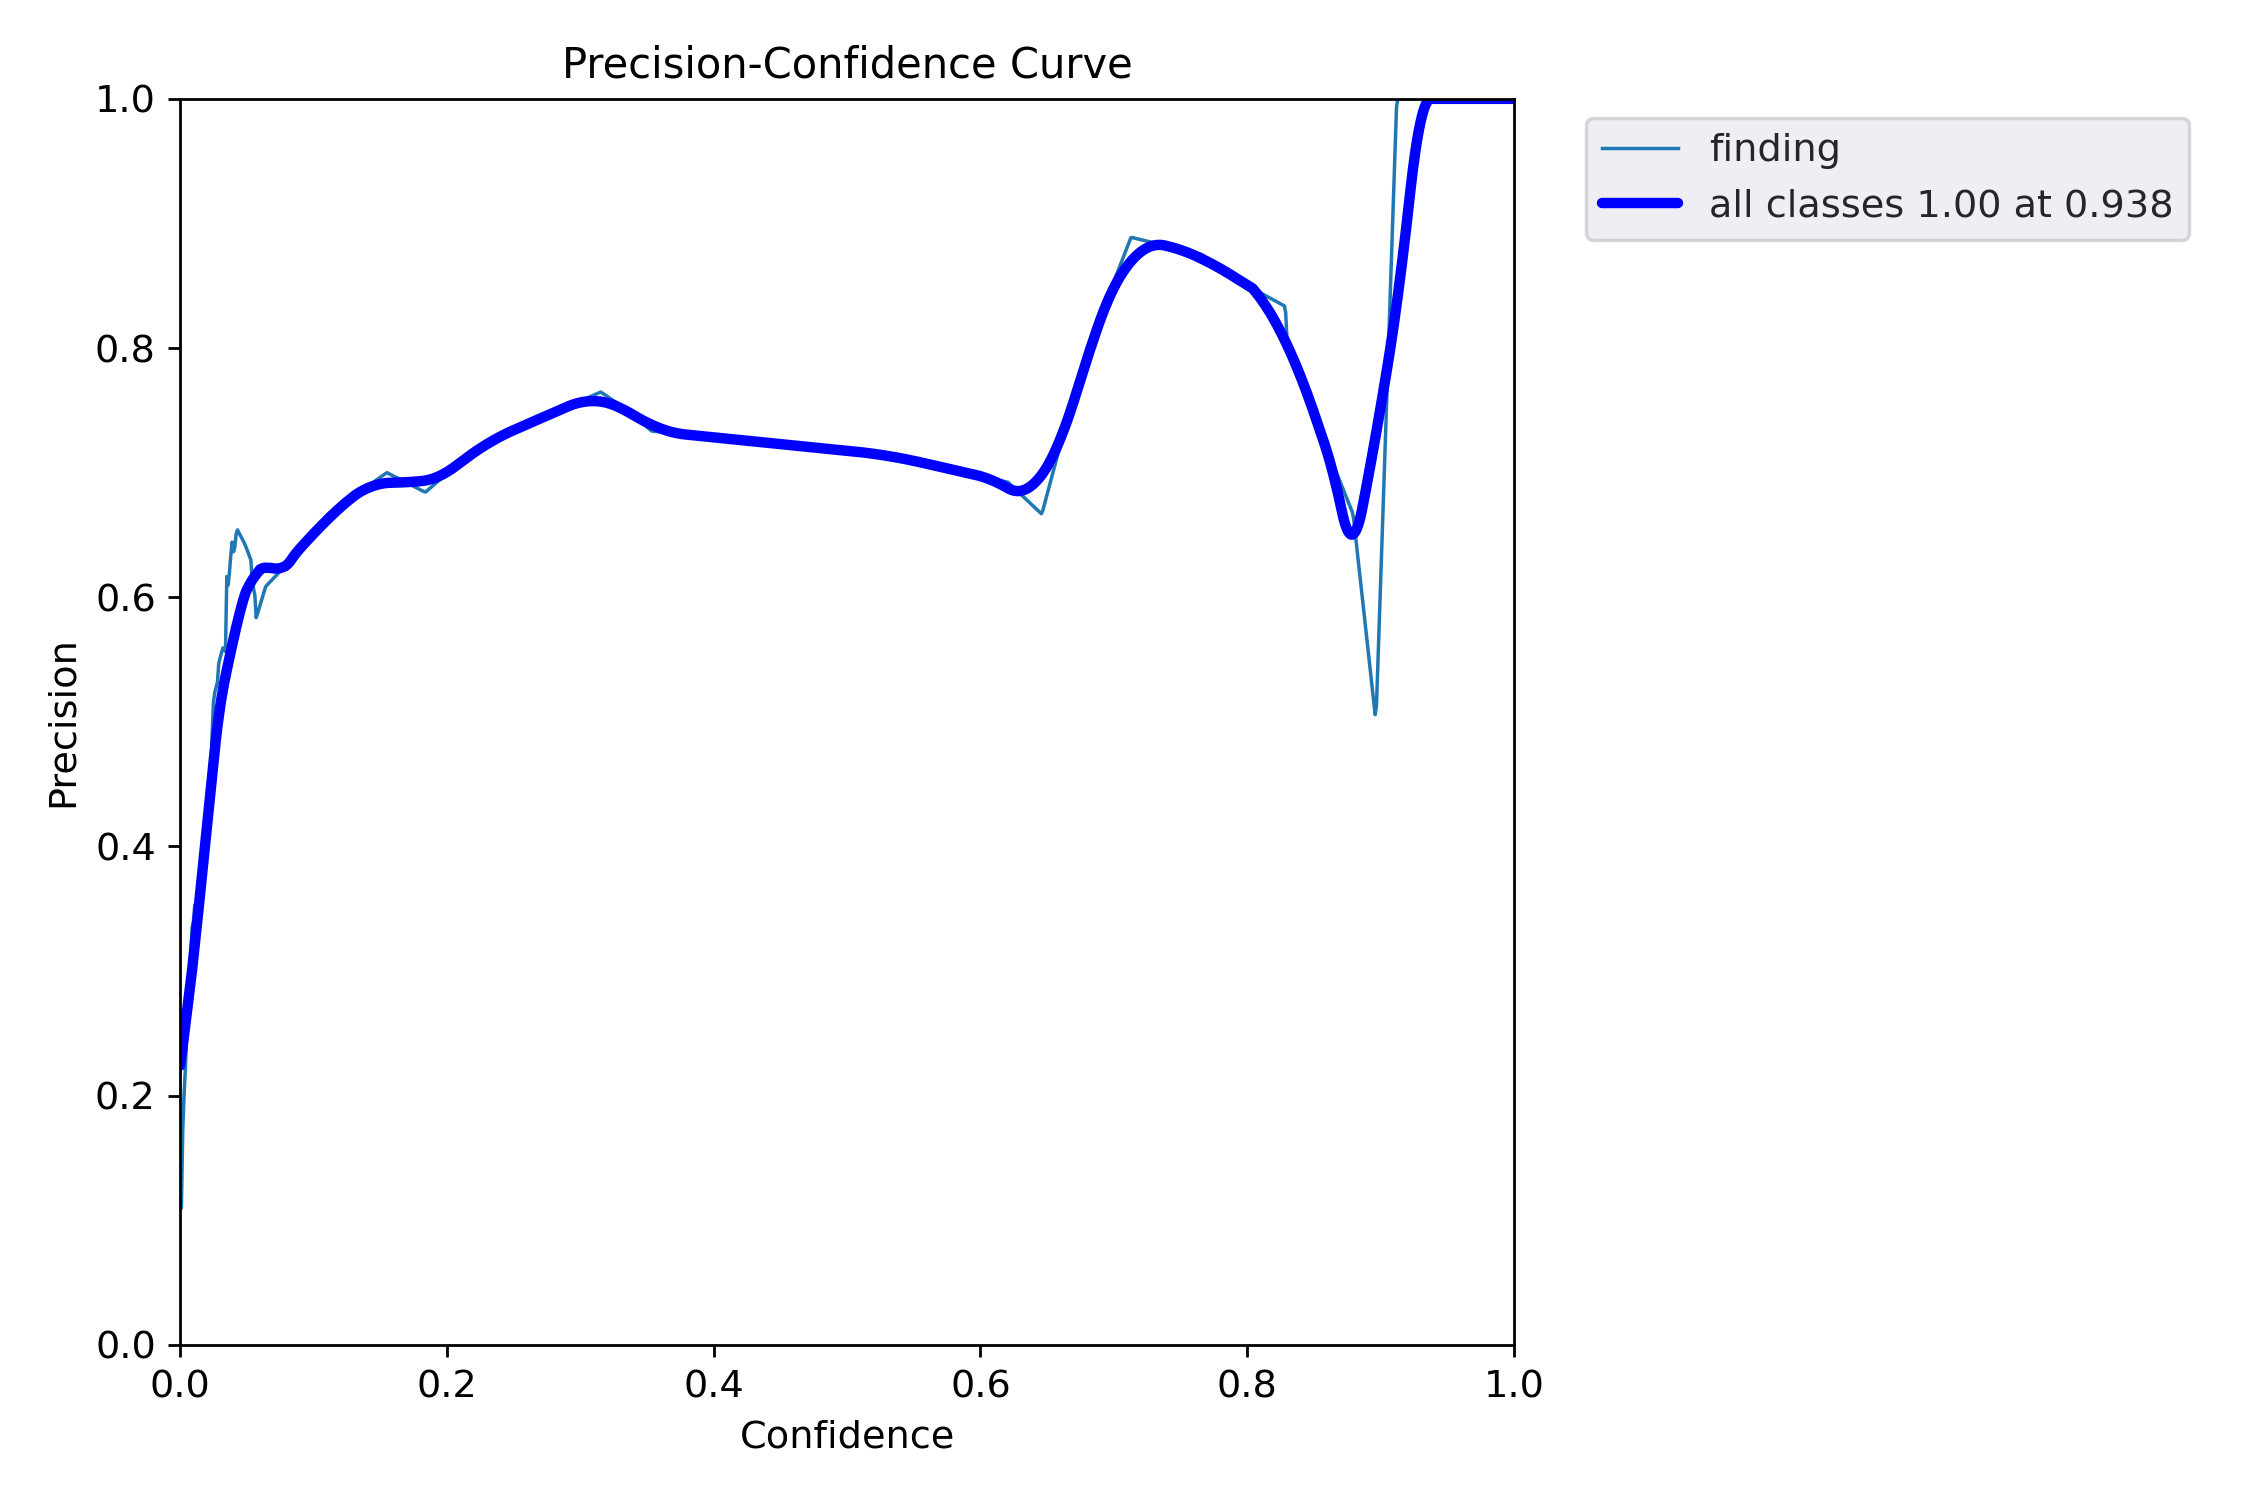 Precision-Confidence Curve
1.0
0.8
0.6
0.4
0.2
0.0
Precision
0.0 0.2 0.4 0.6 0.8 1.0
Confidence
finding
all classes 1.00 at 0.938